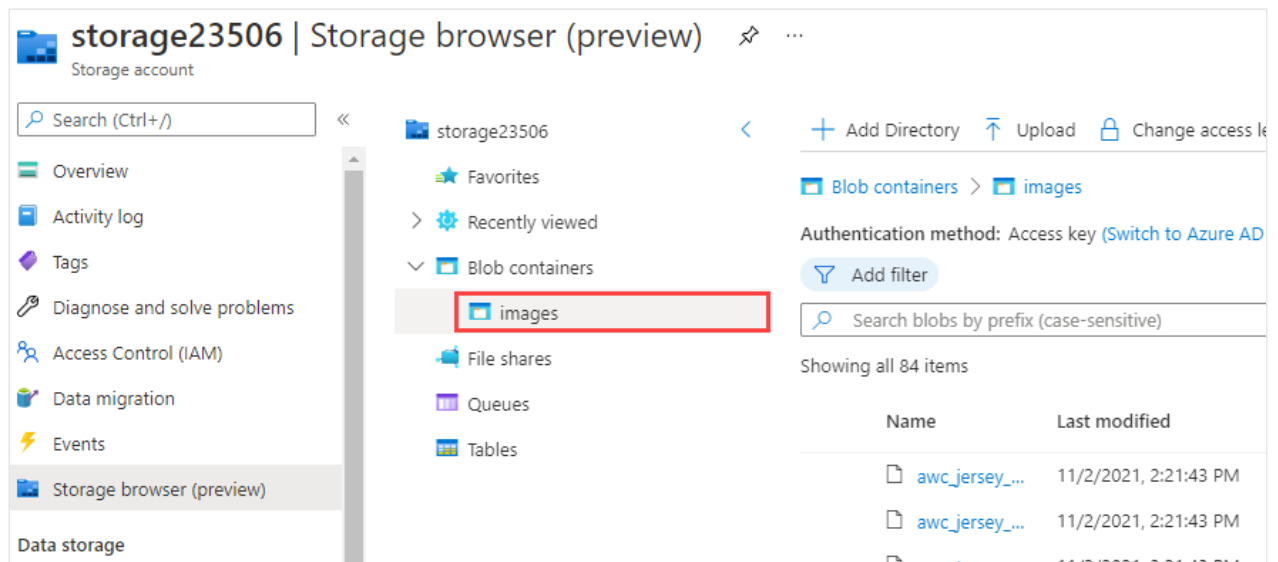 storage23506 | Storage browser (preview)
Storage account
Search (Ctrl+/)
Overview
Activity log
Tags
Diagnose and solve problems
Access Control (IAM)
Data migration
Events
Storage browser (preview)
Data storage
storage23506
Favorites
Recently viewed
Blob containers
images
File shares
Queues
Tables
Add Directory Upload Change access
Blob containers > images
Authentication method: Access key (Switch to Azure AD
Add filter
Search blobs by prefix (case-sensitive)
Showing all 84 items
Name Last modified
awc_jersey_... 11/2/2021, 2:21:43 PM
awc_jersey_... 11/2/2021, 2:21:43 PM